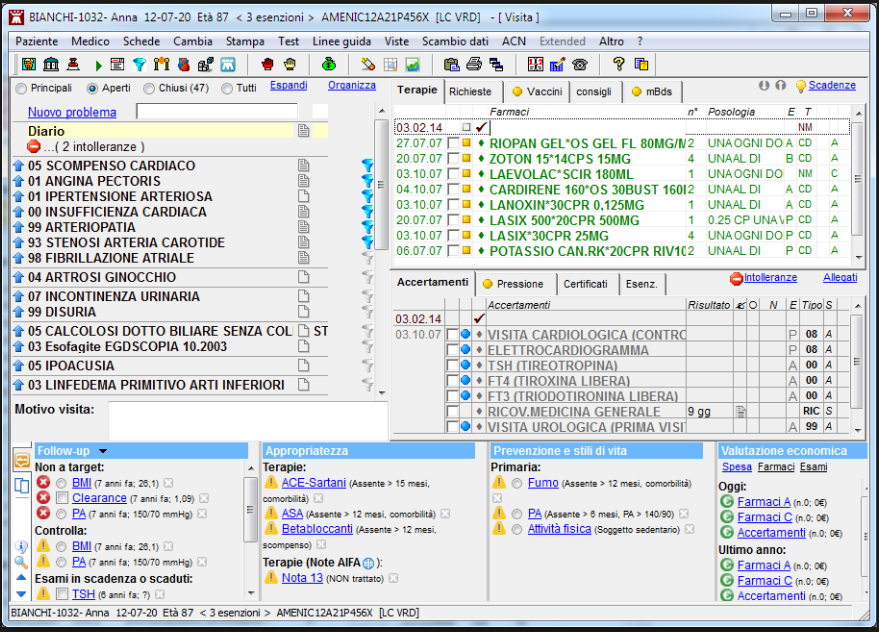 BIANCHI-1032- Anna 12-07-20 Età 87 < 3 esenzioni > AMENIC12A21P456X [LC VRD] - [ Visita ]
Paziente Medico Schede Cambia Stampa Test Linee guida Viste Scambio dati ACN Extended Altro ?
Principali Aperti Chiusi (47) Tutti Espandi Organizza
Nuovo problema
Diario
...( 2 intolleranze )
05 SCOMPENSO CARDIACO
01 ANGINA PECTORIS
01 IPERTENSIONE ARTERIOSA
00 INSUFFICIENZA CARDIACA
99 ARTERIOPATIA
93 STENOSI ARTERIA CAROTIDE
98 FIBRILLAZIONE ATRIALE
04 ARTROSI GINOCCHIO
07 INCONTINENZA URINARIA
99 DISURIA
05 CALCOLOSI DOTTO BILIARE SENZA COL ST
03 Esofagite EGDSCOPIA 10.2003
05 IPOACUSIA
03 LINFEDEMA PRIMITIVO ARTI INFERIORI
Motivo visita:
Terapie Richieste Vaccini consigli mBds Scadenze
Farmaci n° Posologia E T
03.02.14 NM
27.07.07 RIOPAN GEL*OS GEL FL 80MG/M 2 UNA OGNI DO A CD A
20.07.07 ZOTON 15*14CPS 15MG 4 UNA AL DI B CD A
03.10.07 LAEVOLAC*SCIR 180ML 1 UNA OGNI DO NM C
04.10.07 CARDIRENE 160*OS 30BUST 160 2 UNA AL DI A CD A
03.10.07 LANOXIN*30CPR 0,125MG 1 UNA AL DI A CD A
20.07.07 LASIX 500*20CPR 500MG 1 0.25 CP UNA V P CD A
03.10.07 LASIX*30CPR 25MG 4 UNA OGNI DO P CD A
06.07.07 POTASSIO CAN.RK*20CPR RIV10 2 UNA AL DI P CD A
Accertamenti Pressione Certificati Esenz. Intolleranze Allegati
Accertamenti Risultato O N E Tipo S
03.02.14
03.10.07 VISITA CARDIOLOGICA (CONTRO P 08 A
ELETTROCARDIOGRAMMA P 08 A
TSH (TIREOTROPINA) A 00 A
FT4 (TIROXINA LIBERA) A 00 A
FT3 (TRIODOTIRONINA LIBERA) A 00 A
RICOV.MEDICINA GENERALE 9 gg RIC S
VISITA UROLOGICA (PRIMA VISI A 99 A
Follow-up
Non a target:
BMI (7 anni fa; 26,1)
Clearance (7 anni fa; 1,09)
PA (7 anni fa; 150/70 mmHg)
Controlla:
BMI (7 anni fa; 26,1)
PA (7 anni fa; 150/70 mmHg)
Esami in scadenza o scaduti:
TSH (6 anni fa; ?)
Appropriatezza
Terapie:
ACE-Sartani (Assente > 15 mesi,
comorbilità)
ASA (Assente > 12 mesi, comorbilità)
Betabloccanti (Assente > 12 mesi,
scompenso)
Terapie (Note AIFA ):
Nota 13 (NON trattato)
Prevenzione e stili di vita
Primaria:
Fumo (Assente > 12 mesi, comorbilità)
PA (Assente > 6 mesi, PA > 140/90)
Attività fisica (Soggetto sedentario)
Valutazione economica
Spesa Farmaci Esami
Oggi:
Farmaci A (n.0; 0€)
Farmaci C (n.0; 0€)
Accertamenti (n.0; 0€)
Ultimo anno:
Farmaci A (n.0; 0€)
Farmaci C (n.0; 0€)
Accertamenti (n.0; 0€)
BIANCHI-1032- Anna 12-07-20 Età 87 < 3 esenzioni > AMENIC12A21P456X [LC VRD]